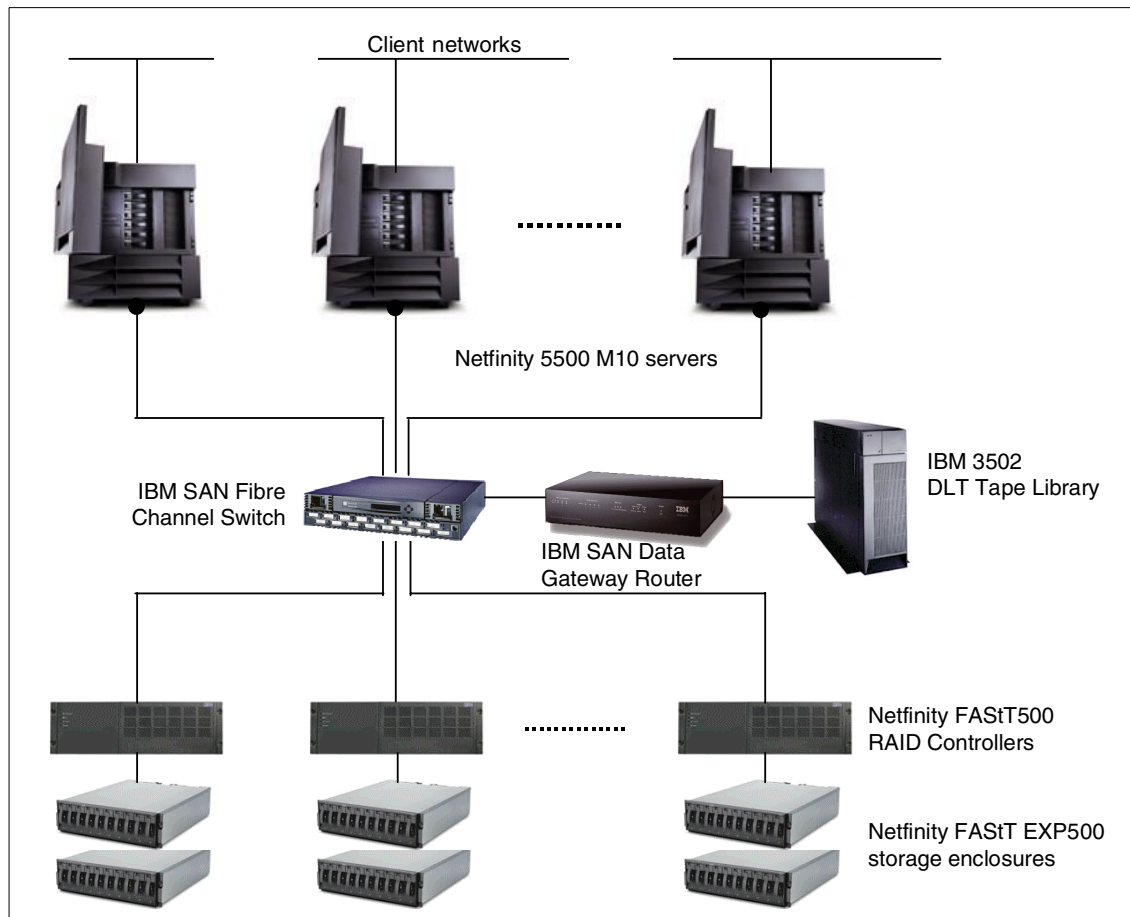 Client networks
Netfinity 5500 M10 servers
IBM SAN Fibre
Channel Switch
IBM SAN Data
Gateway Router
IBM 3502
DLT Tape Library
Netfinity FAStT500
RAID Controllers
Netfinity FAStT EXP500
storage enclosures